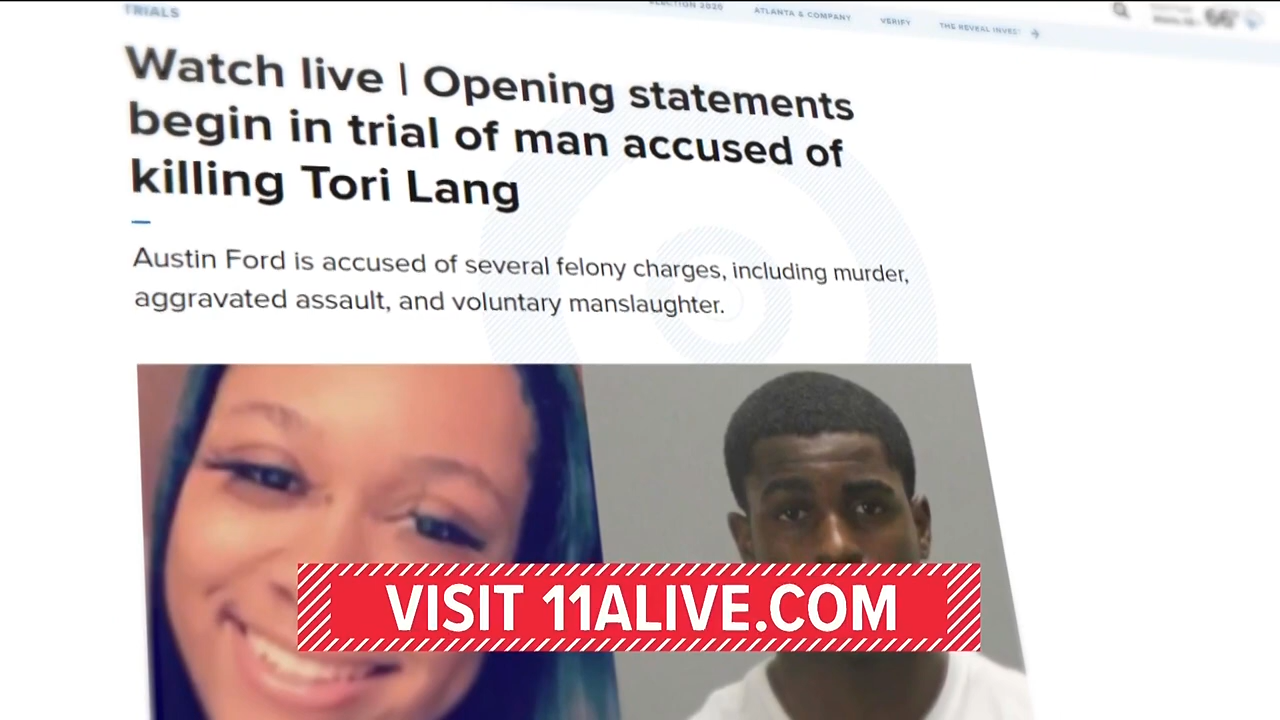 TRIALS
ELECTION 2020 ATLANTA & COMPANY VERIFY THE REVEAL INVEST
66°
Watch live | Opening statements
begin in trial of man accused of
killing Tori Lang
Austin Ford is accused of several felony charges, including murder,
aggravated assault, and voluntary manslaughter.
VISIT 11ALIVE.COM